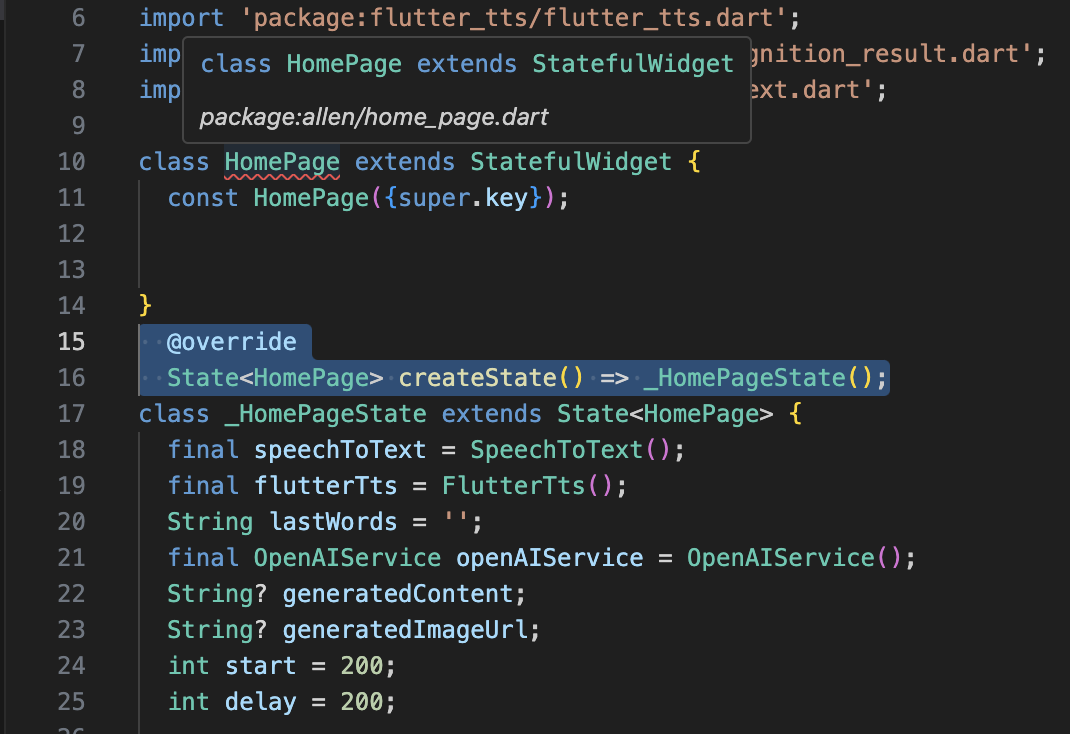 6 import 'package:flutter_tts/flutter_tts.dart';
7 imp gnition_result.dart';
class HomePage extends StatefulWidget
8 imp ext.dart';
package:allen/home_page.dart
9
10 class HomePage extends StatefulWidget {
11 const HomePage({super.key});
12
13
14 }
15 @override
16 State<HomePage> createState() => _HomePageState();
17 class _HomePageState extends State<HomePage> {
18 final speechToText = SpeechToText();
19 final flutterTts = FlutterTts();
20 String lastWords = '';
21 final OpenAIService openAIService = OpenAIService();
22 String? generatedContent;
23 String? generatedImageUrl;
24 int start = 200;
25 int delay = 200;